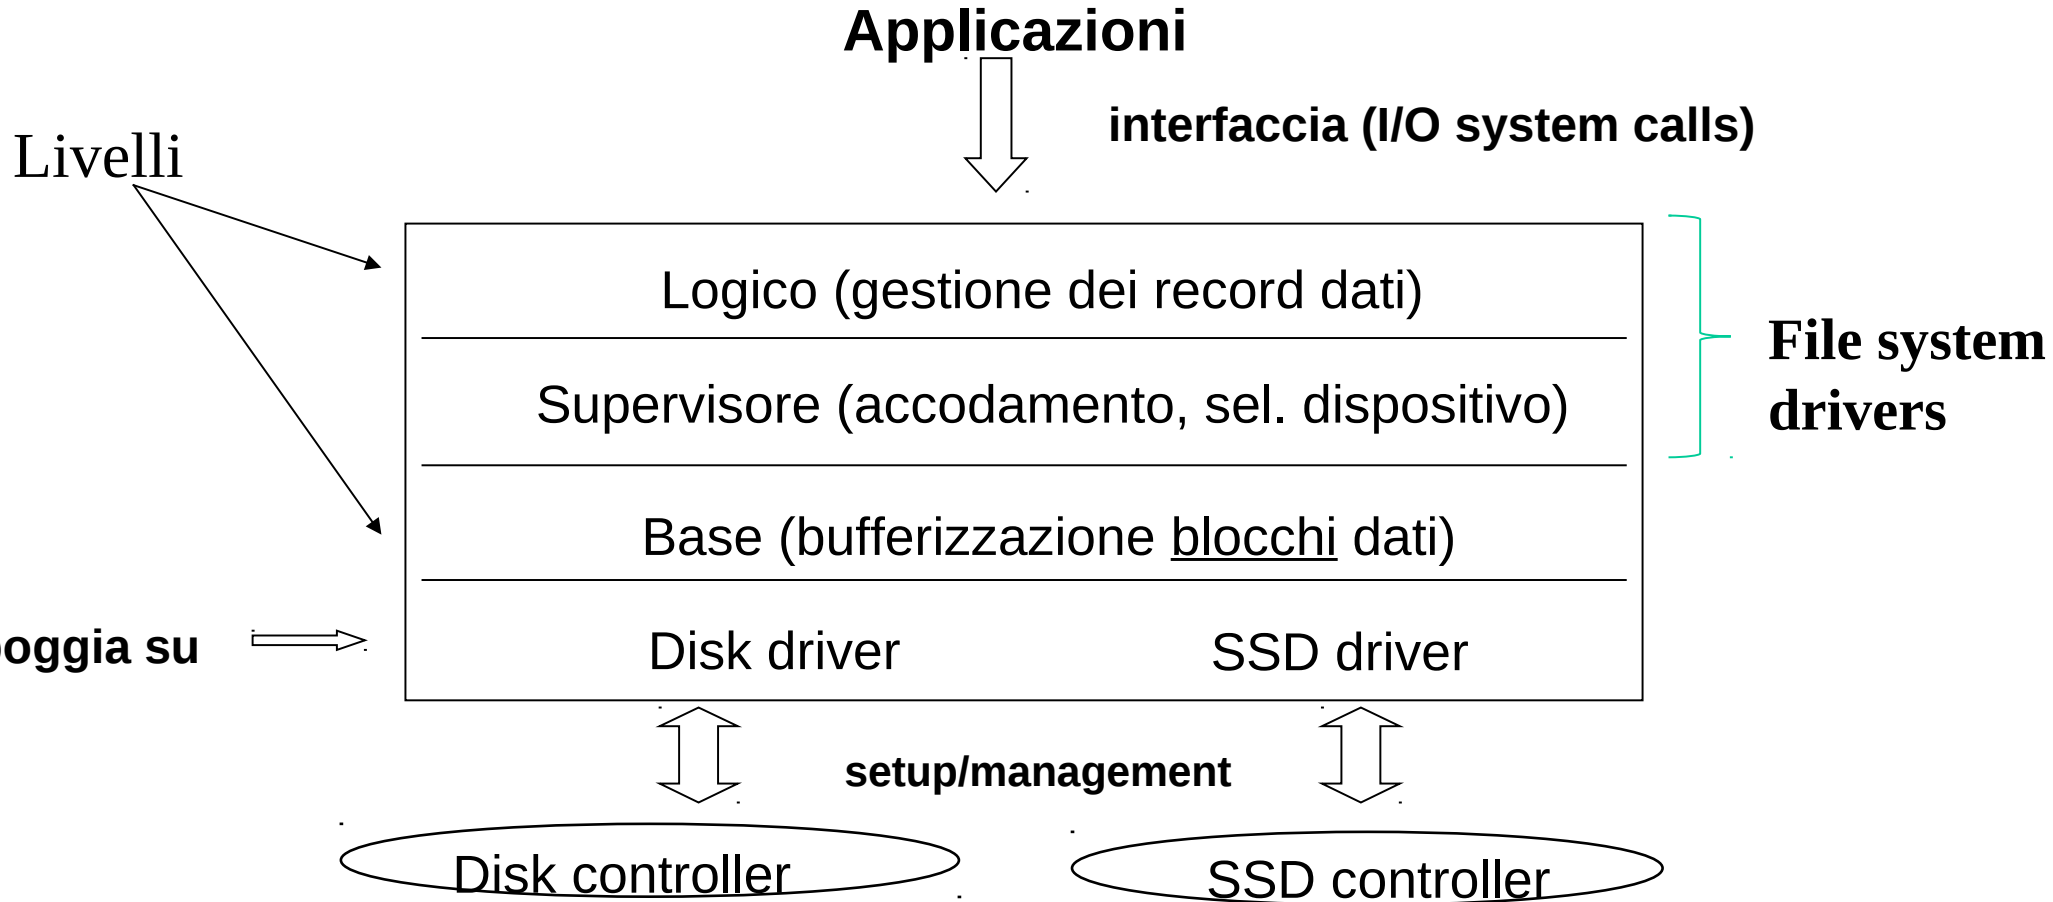 Applicazioni
interfaccia (I/O system calls)
Livelli
Logico (gestione dei record dati)
File system
drivers
Supervisore (accodamento, sel. dispositivo)
Base (bufferizzazione blocchi dati)
su
Disk driver
SSD driver
setup/management
Disk controller
SSD controller